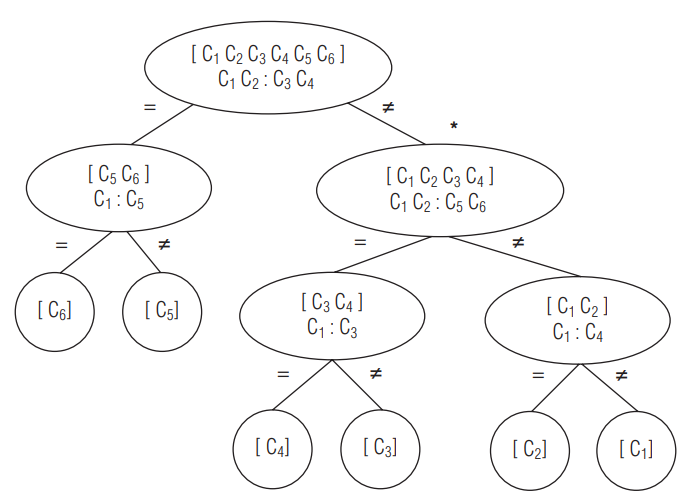 [ C₁ C₂ C₃ C₄ C₅ C₆ ]
C₁ C₂ : C₃ C₄
= ≠
*
[ C₅ C₆ ]
C₁ : C₅
[ C₁ C₂ C₃ C₄ ]
C₁ C₂ : C₅ C₆
= ≠ = ≠
[ C₆] [ C₅]
[ C₃ C₄ ]
C₁ : C₃
[ C₁ C₂ ]
C₁ : C₄
= ≠ = ≠
[ C₄] [ C₃] [ C₂] [ C₁]